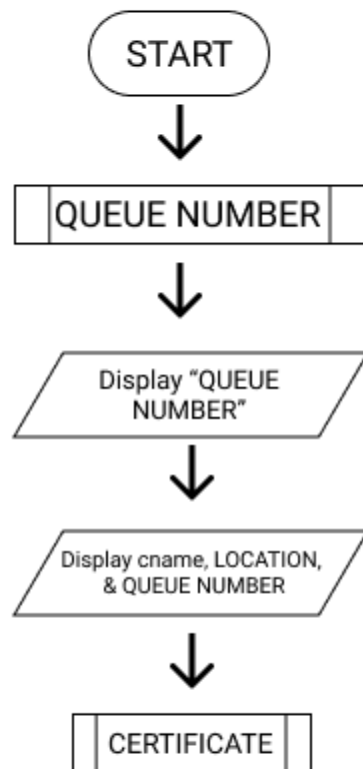 START
QUEUE NUMBER
Display “QUEUE
NUMBER”
Display cname, LOCATION,
& QUEUE NUMBER
CERTIFICATE